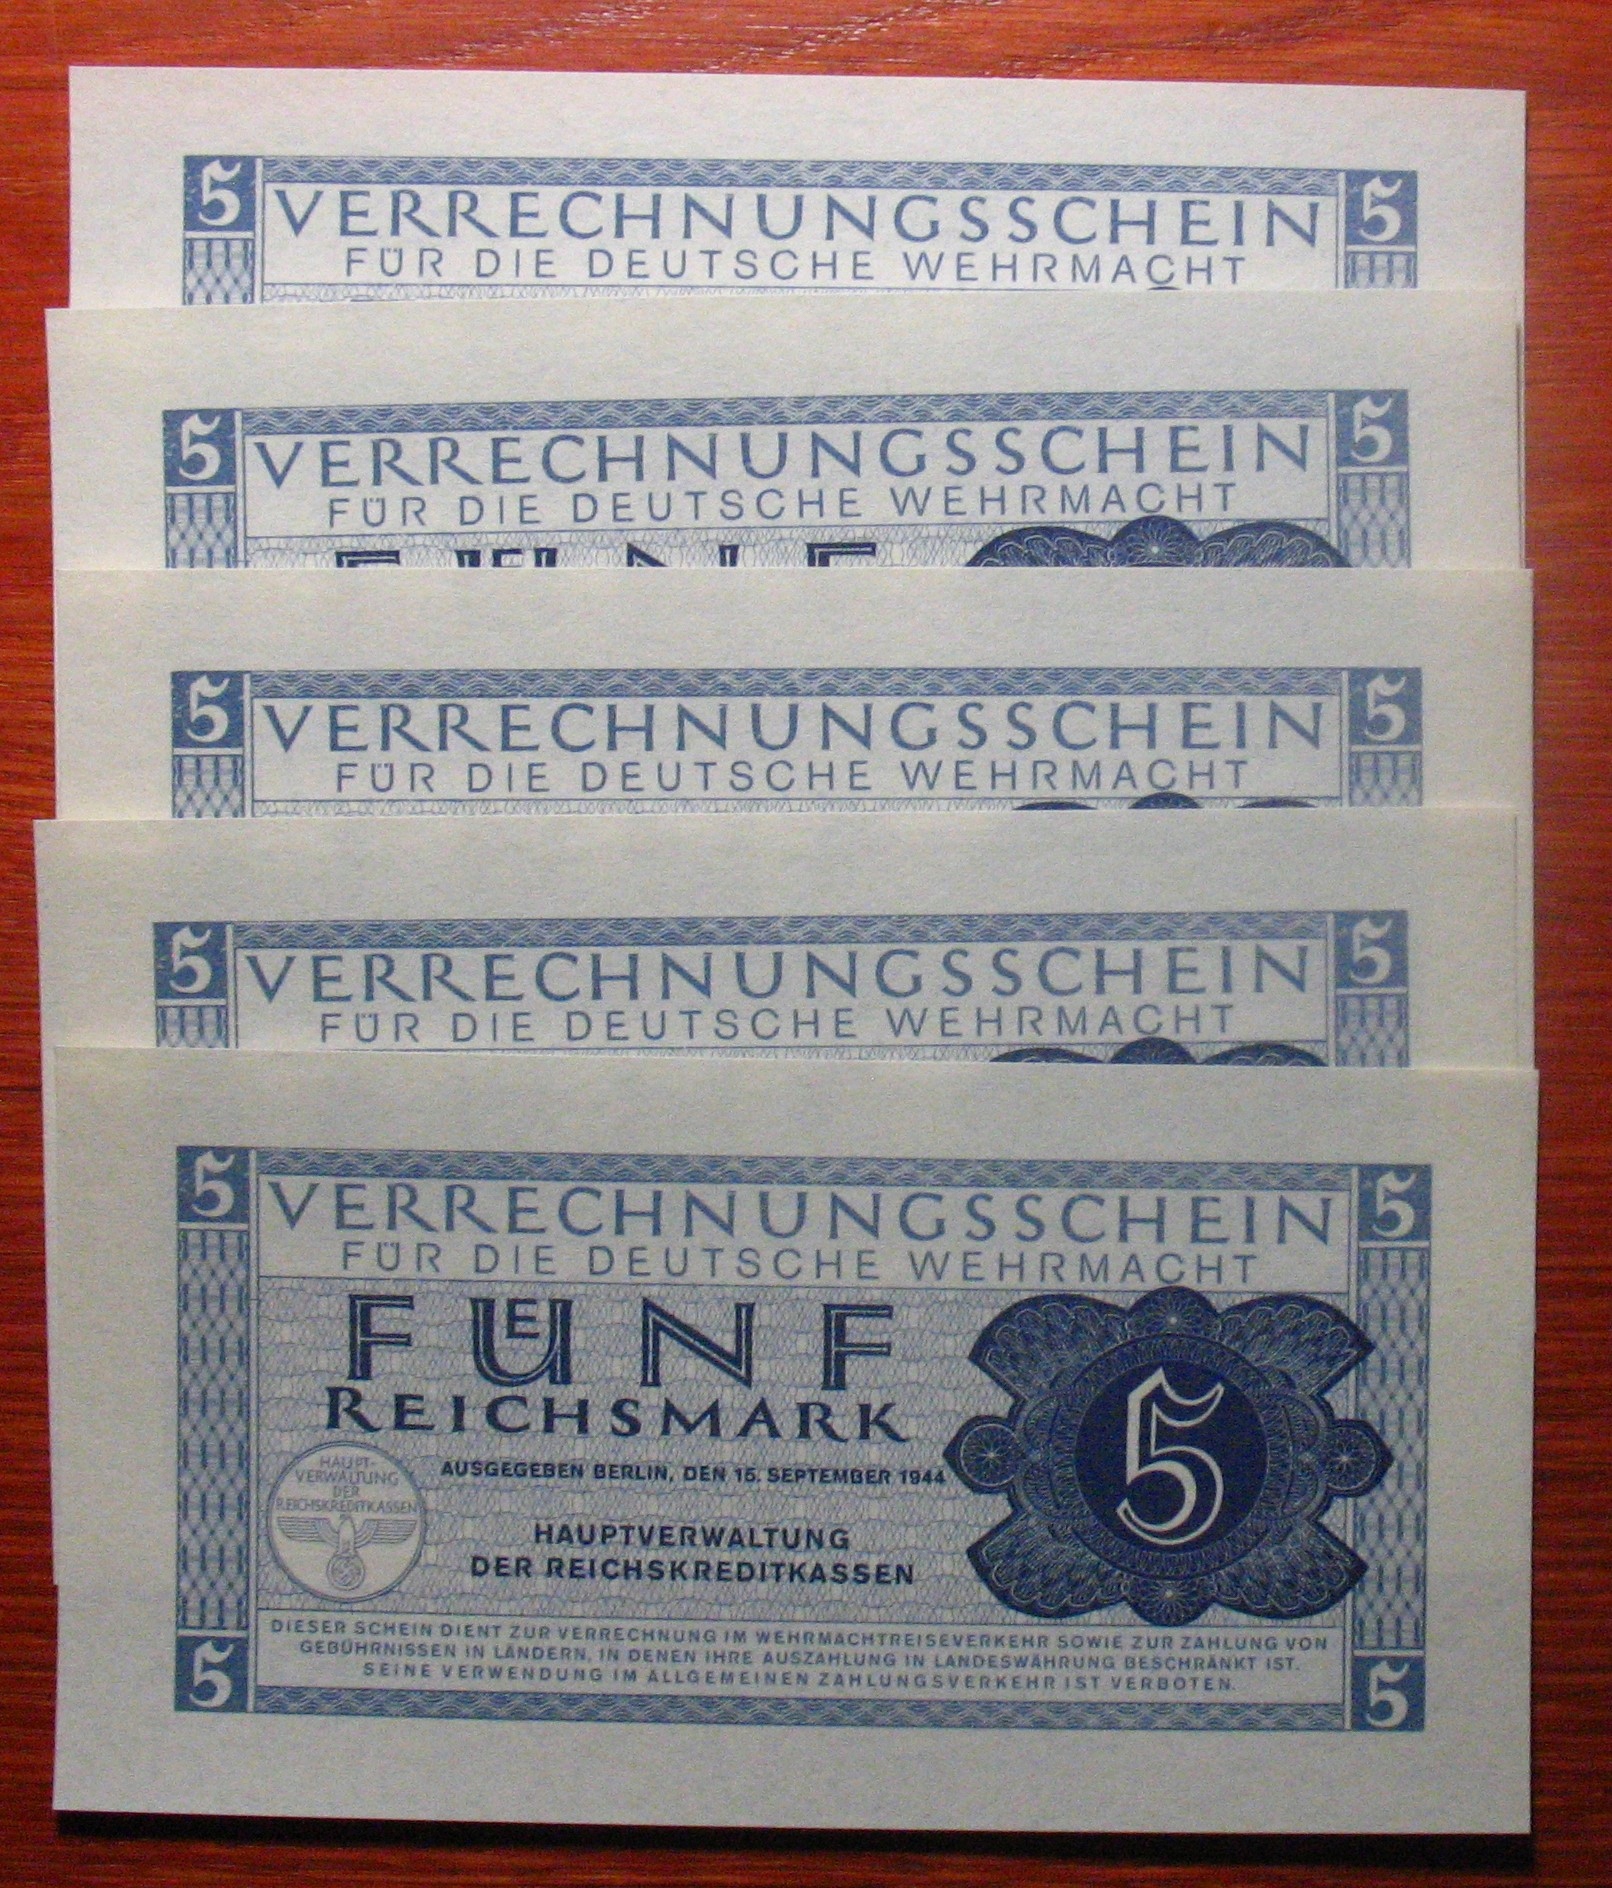 5 5
VERRECHNUNGSSCHEIN
FÜR DIE DEUTSCHE WEHRMACHT
5 5
VERRECHNUNGSSCHEIN
FÜR DIE DEUTSCHE WEHRMACHT
5 5
VERRECHNUNGSSCHEIN
FÜR DIE DEUTSCHE WEHRMACHT
5 5
VERRECHNUNGSSCHEIN
FÜR DIE DEUTSCHE WEHRMACHT
5 5
VERRECHNUNGSSCHEIN
FÜR DIE DEUTSCHE WEHRMACHT
FUENF
REICHSMARK
5
HAUPT-
VERWALTUNG
DER
REICHSKREDITKASSEN
AUSGEGEBEN BERLIN, DEN 15. SEPTEMBER 1944
HAUPTVERWALTUNG
DER REICHSKREDITKASSEN
DIESER SCHEIN DIENT ZUR VERRECHNUNG IM WEHRMACHTREISEVERKEHR SOWIE ZUR ZAHLUNG VON
GEBÜHRNISSEN IN LÄNDERN, IN DENEN IHRE AUSZAHLUNG IN LANDESWÄHRUNG BESCHRÄNKT IST.
SEINE VERWENDUNG IM ALLGEMEINEN ZAHLUNGSVERKEHR IST VERBOTEN.
5 5